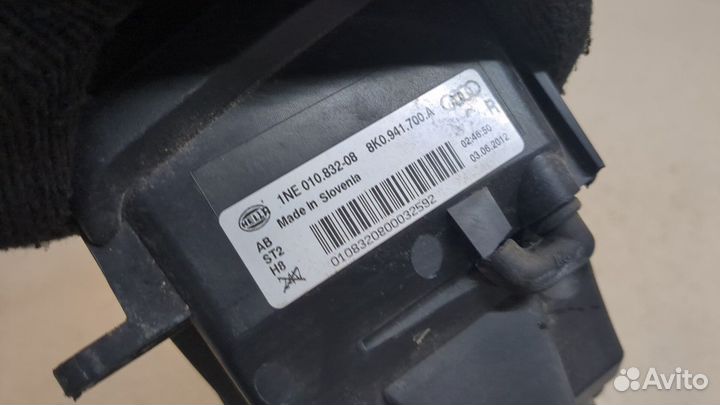 1NE 010.832-08 8K0.941.700.A
HELLA
Made in Slovenia
R
AB
ST2
H8
02:46:50
03.06.2012
0108320800032592
Avito